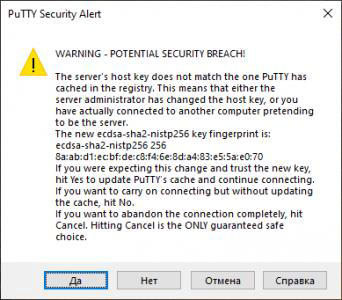 PuTTY Security Alert
WARNING - POTENTIAL SECURITY BREACH!
The server's host key does not match the one PuTTY has
cached in the registry. This means that either the
server administrator has changed the host key, or you
have actually connected to another computer pretending
to be the server.
The new ecdsa-sha2-nistp256 key fingerprint is:
ecdsa-sha2-nistp256 256
8a:ab:d1:ec:bf:de:c8:f4:6e:8d:a4:83:e5:5a:e0:70
If you were expecting this change and trust the new key,
hit Yes to update PuTTY's cache and continue connecting.
If you want to carry on connecting but without updating
the cache, hit No.
If you want to abandon the connection completely, hit
Cancel. Hitting Cancel is the ONLY guaranteed safe
choice.
Да
Нет
Отмена
Справка